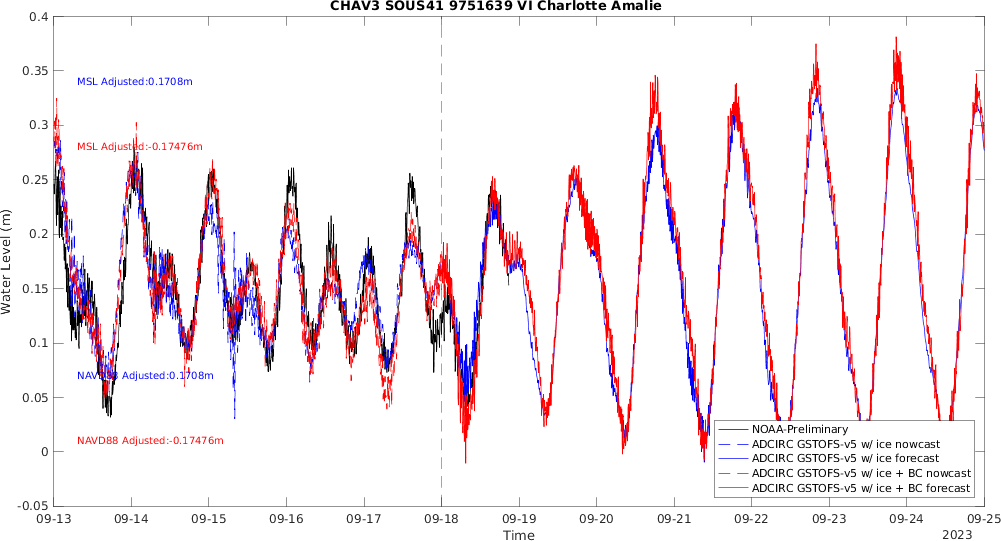 CHAV3 SOUS41 9751639 VI Charlotte Amalie
0.4
0.35
0.3
0.25
0.2
0.15
0.1
0.05
0
-0.05
Water Level (m)
MSL Adjusted:0.1708m
MSL Adjusted:-0.17476m
NAVD88 Adjusted:0.1708m
NAVD88 Adjusted:-0.17476m
NOAA-Preliminary
ADCIRC GSTOFS-v5 w/ ice nowcast
ADCIRC GSTOFS-v5 w/ ice forecast
ADCIRC GSTOFS-v5 w/ ice + BC nowcast
ADCIRC GSTOFS-v5 w/ ice + BC forecast
09-13 09-14 09-15 09-16 09-17 09-18 09-19 09-20 09-21 09-22 09-23 09-24 09-25
Time
2023